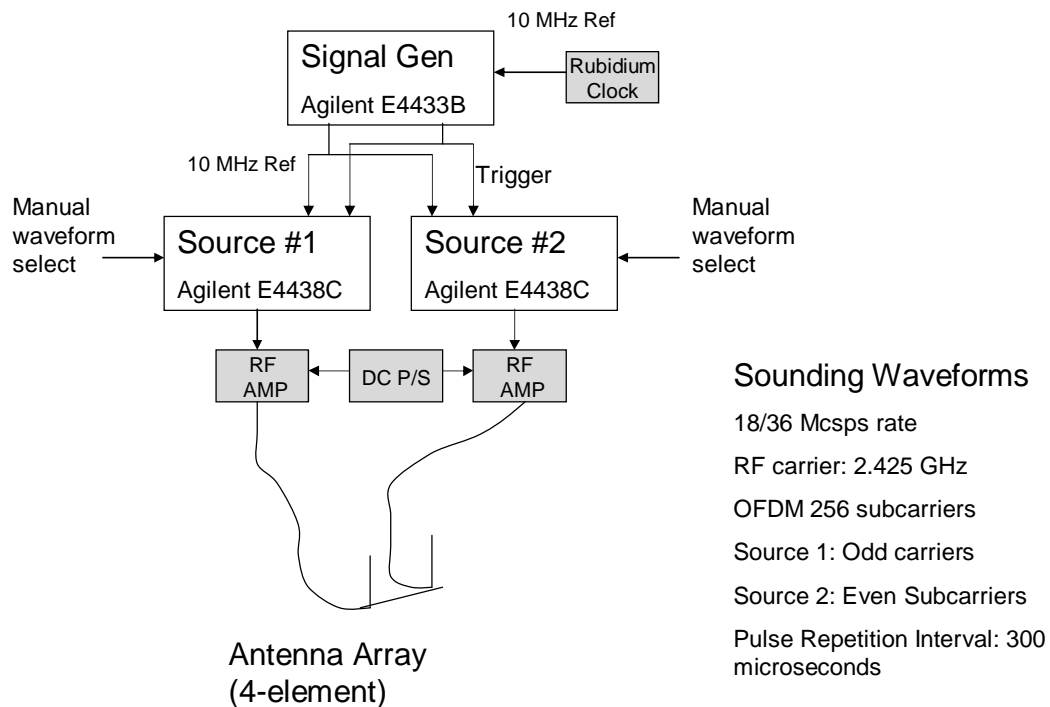 10 MHz Ref
Signal Gen
Agilent E4433B
Rubidium
Clock
10 MHz Ref
Trigger
Manual
waveform
select
Source #1
Agilent E4438C
Source #2
Agilent E4438C
Manual
waveform
select
RF
AMP
DC P/S
RF
AMP
Sounding Waveforms
18/36 Mcsps rate
RF carrier: 2.425 GHz
OFDM 256 subcarriers
Source 1: Odd carriers
Source 2: Even Subcarriers
Pulse Repetition Interval: 300
microseconds
Antenna Array
(4-element)